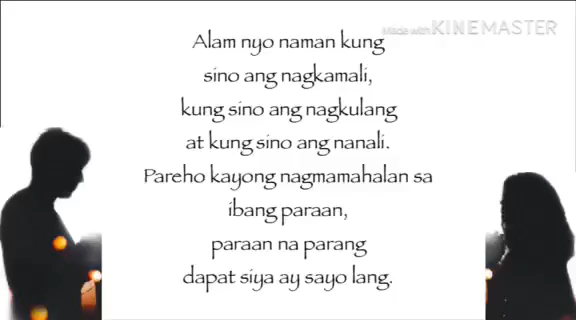 Made with KINEMASTER
Alam nyo naman kung
sino ang nagkamali,
kung sino ang nagkulang
at kung sino ang nanali.
Pareho kayong nagmamahalan sa
ibang paraan,
paraan na parang
dapat siya ay sayo lang.